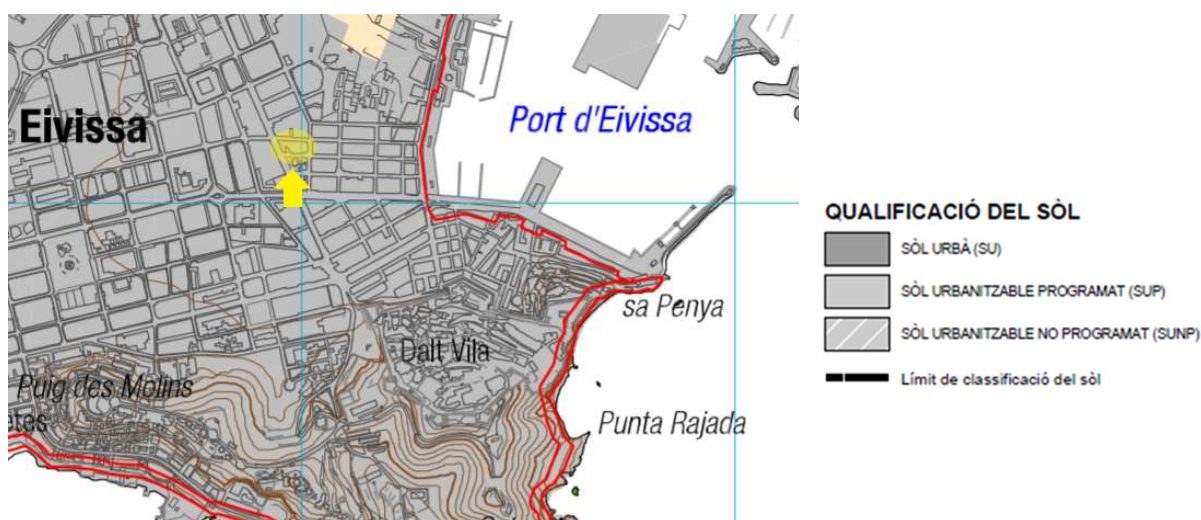 Eivissa
Port d'Eivissa
sa Penya
Dalt Vila
Puig des Molins
Punta Rajada
QUALIFICACIÓ DEL SÒL
SÒL URBÀ (SU)
SÒL URBANITZABLE PROGRAMAT (SUP)
SÒL URBANITZABLE NO PROGRAMAT (SUNP)
Límit de classificació del sòl